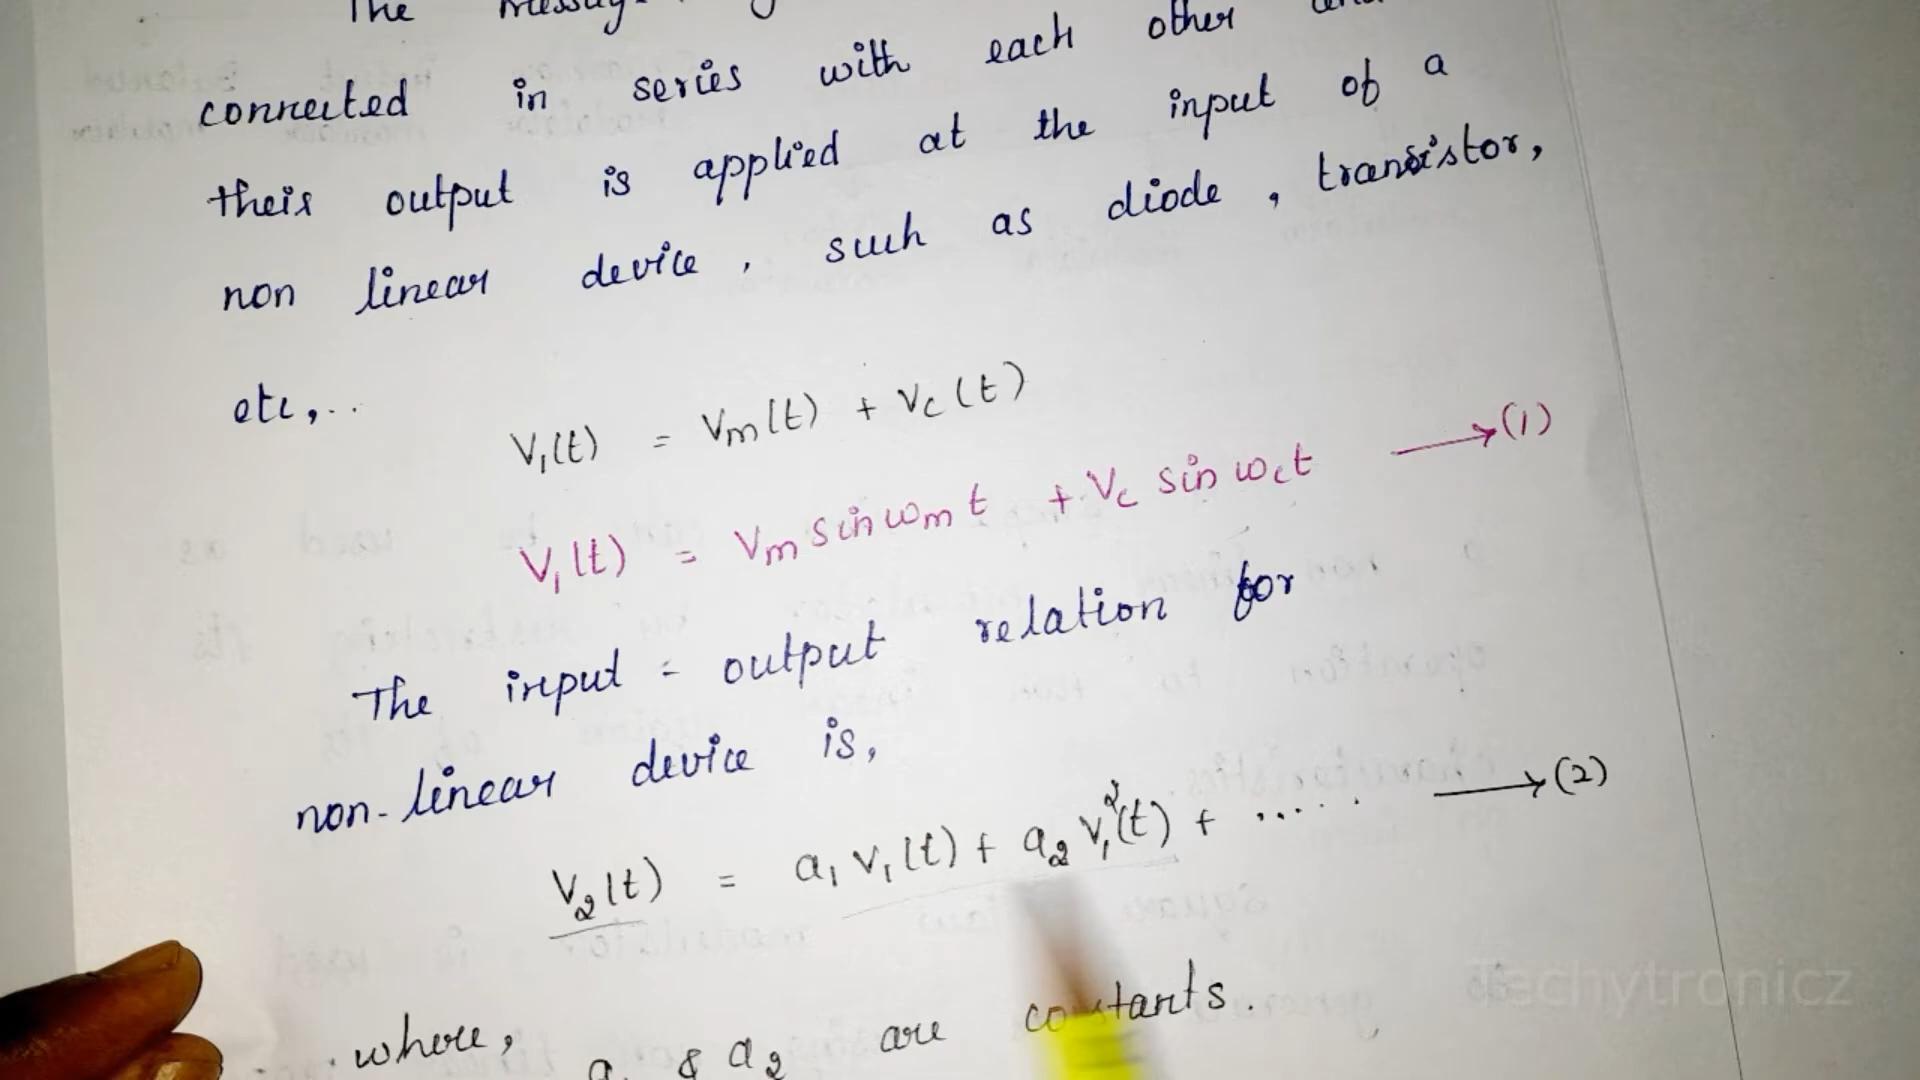 The
connected in series with each other
their output is applied at the input of a
non linear device, such as diode, transistor,
etc,..
V₁(t) = Vm(t) + Vc(t)
V₁(t) = Vm sin ωm t + Vc sin ωc t → (1)
The input - output relation for
non-linear device is,
V₂(t) = a₁ V₁(t) + a₂ V₁²(t) + ..... → (2)
where,
a₁ & a₂ are constants.
Techytronicz